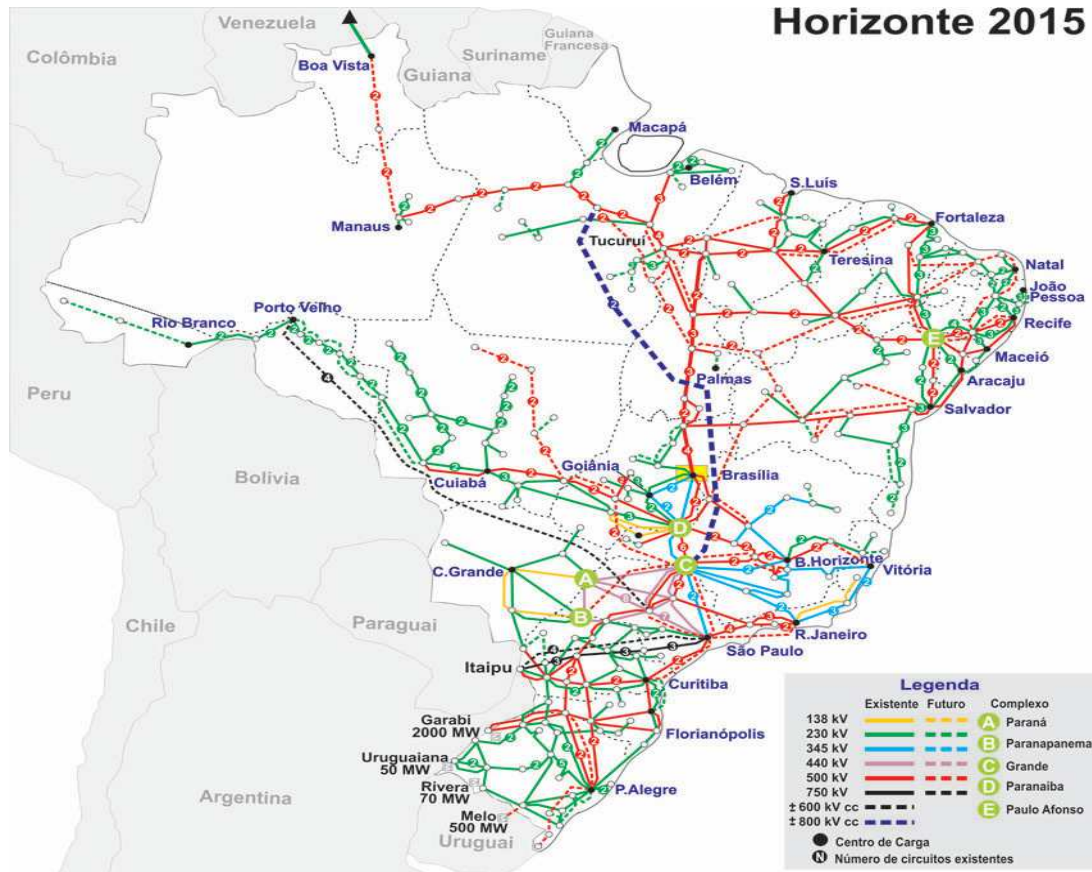 Horizonte 2015
Venezuela
Guiana
Francesa
Suriname
Colômbia
Guiana
Boa Vista
Macapá
Belém
S.Luís
Manaus
Fortaleza
Tucuruí
Teresina
Natal
João
Pessoa
Porto Velho
Rio Branco
Recife
Maceió
Palmas
Aracaju
Peru
Salvador
Bolivia
Cuiabá
Goiânia
Brasília
C.Grande
B.Horizonte
Vitória
Chile
Paraguai
R.Janeiro
São Paulo
Itaipu
Curitiba
Garabi
2000 MW
Florianópolis
Uruguaiana
50 MW
Rivera
70 MW
P.Alegre
Argentina
Melo
500 MW
Uruguai
A
B
C
D
E
Legenda
Existente Futuro Complexo
138 kV A Paraná
230 kV
345 kV B Paranapanema
440 kV C Grande
500 kV D Paranaiba
750 kV
± 600 kV cc E Paulo Afonso
± 800 kV cc
Centro de Carga
N Número de circuitos existentes